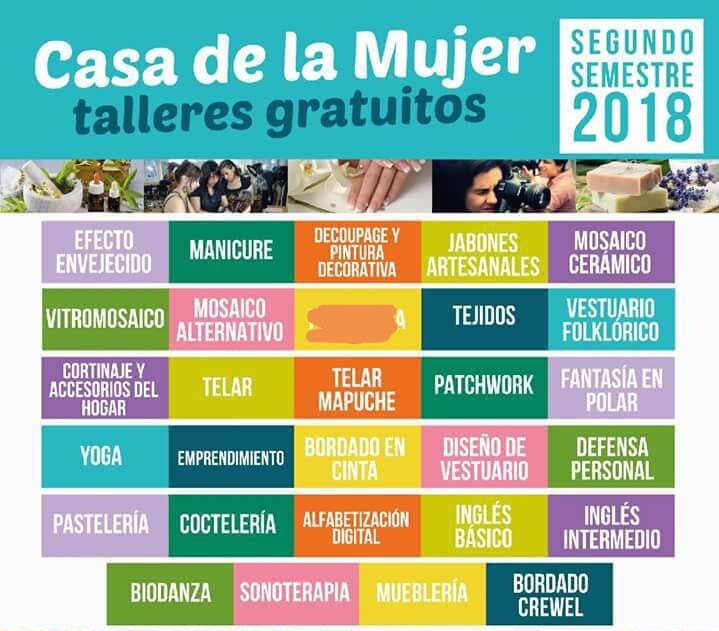 Casa de la Mujer
talleres gratuitos
SEGUNDO
SEMESTRE
2018
EFECTO
ENVEJECIDO
MANICURE
DECOUPAGE Y
PINTURA
DECORATIVA
JABONES
ARTESANALES
MOSAICO
CERÁMICO
VITROMOSAICO
MOSAICO
ALTERNATIVO
TEJIDOS
VESTUARIO
FOLKLÓRICO
CORTINAJE Y
ACCESORIOS DEL
HOGAR
TELAR
TELAR
MAPUCHE
PATCHWORK
FANTASÍA EN
POLAR
YOGA
EMPRENDIMIENTO
BORDADO EN
CINTA
DISEÑO DE
VESTUARIO
DEFENSA
PERSONAL
PASTELERÍA
COCTELERÍA
ALFABETIZACIÓN
DIGITAL
INGLÉS
BÁSICO
INGLÉS
INTERMEDIO
BIODANZA
SONOTERAPIA
MUEBLERÍA
BORDADO
CREWEL